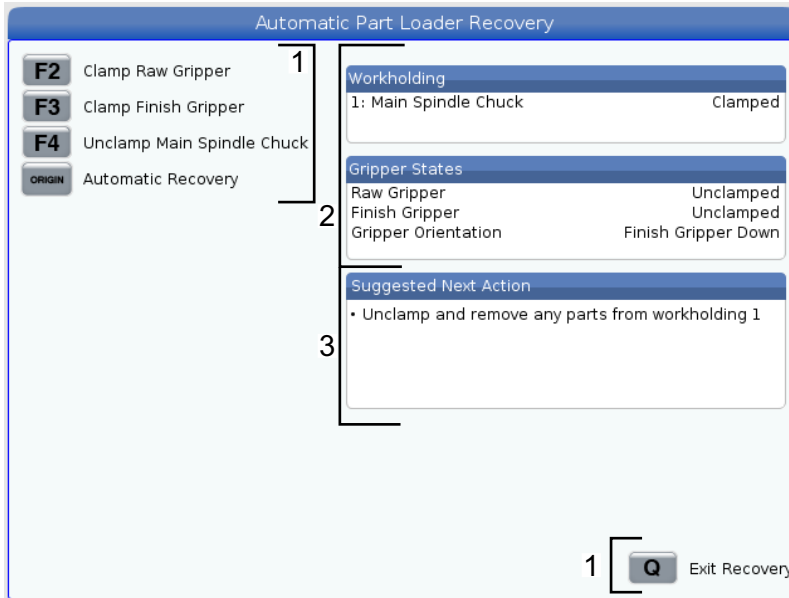 Automatic Part Loader Recovery
F2 Clamp Raw Gripper
F3 Clamp Finish Gripper
F4 Unclamp Main Spindle Chuck
ORIGIN Automatic Recovery
1
2
Workholding
1: Main Spindle Chuck Clamped
Gripper States
Raw Gripper Unclamped
Finish Gripper Unclamped
Gripper Orientation Finish Gripper Down
3
Suggested Next Action
• Unclamp and remove any parts from workholding 1
1
Q Exit Recovery